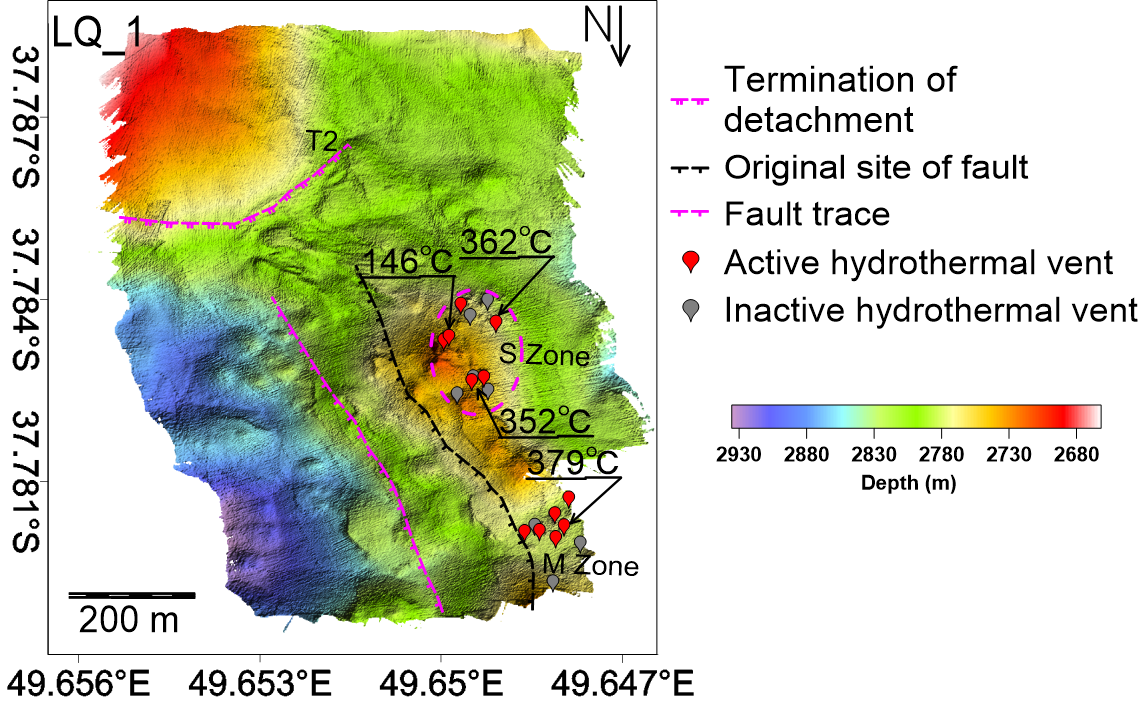 LQ_1
N
T2
146°C
362°C
S Zone
352°C
379°C
M Zone
200 m
37.787°S
37.784°S
37.781°S
49.656°E
49.653°E
49.65°E
49.647°E
Termination of
detachment
Original site of fault
Fault trace
Active hydrothermal vent
Inactive hydrothermal vent
2930
2880
2830
2780
2730
2680
Depth (m)